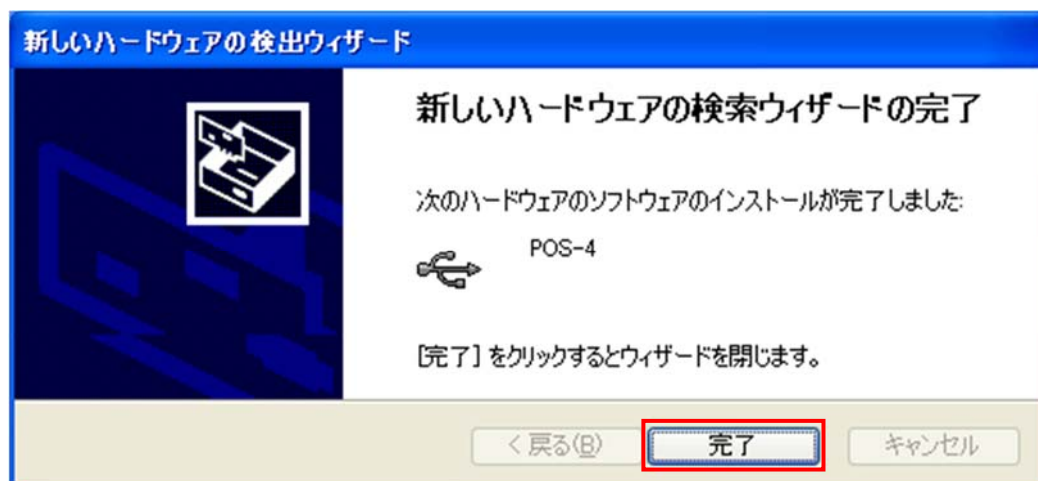 新しいハードウェアの検出ウィザード
新しいハードウェアの検索ウィザードの完了
次のハードウェアのソフトウェアのインストールが完了しました:
POS-4
[完了] をクリックするとウィザードを閉じます。
< 戻る(B)
完了
キャンセル